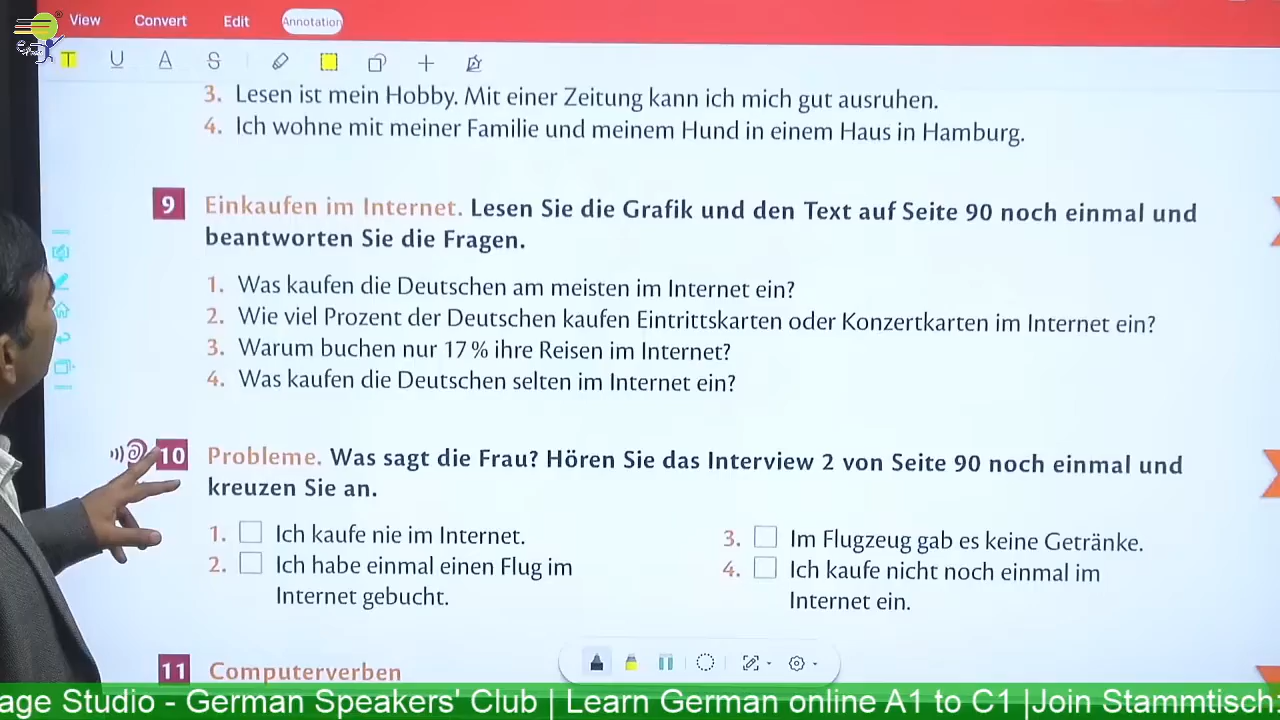 View Convert Edit Annotation
T U A S
3. Lesen ist mein Hobby. Mit einer Zeitung kann ich mich gut ausruhen.
4. Ich wohne mit meiner Familie und meinem Hund in einem Haus in Hamburg.
9 Einkaufen im Internet. Lesen Sie die Grafik und den Text auf Seite 90 noch einmal und
beantworten Sie die Fragen.
1. Was kaufen die Deutschen am meisten im Internet ein?
2. Wie viel Prozent der Deutschen kaufen Eintrittskarten oder Konzertkarten im Internet ein?
3. Warum buchen nur 17 % ihre Reisen im Internet?
4. Was kaufen die Deutschen selten im Internet ein?
10 Probleme. Was sagt die Frau? Hören Sie das Interview 2 von Seite 90 noch einmal und
kreuzen Sie an.
1. Ich kaufe nie im Internet.
2. Ich habe einmal einen Flug im
Internet gebucht.
3. Im Flugzeug gab es keine Getränke.
4. Ich kaufe nicht noch einmal im
Internet ein.
11 Computerverben
age Studio - German Speakers' Club | Learn German online A1 to C1 |Join Stammtisch: